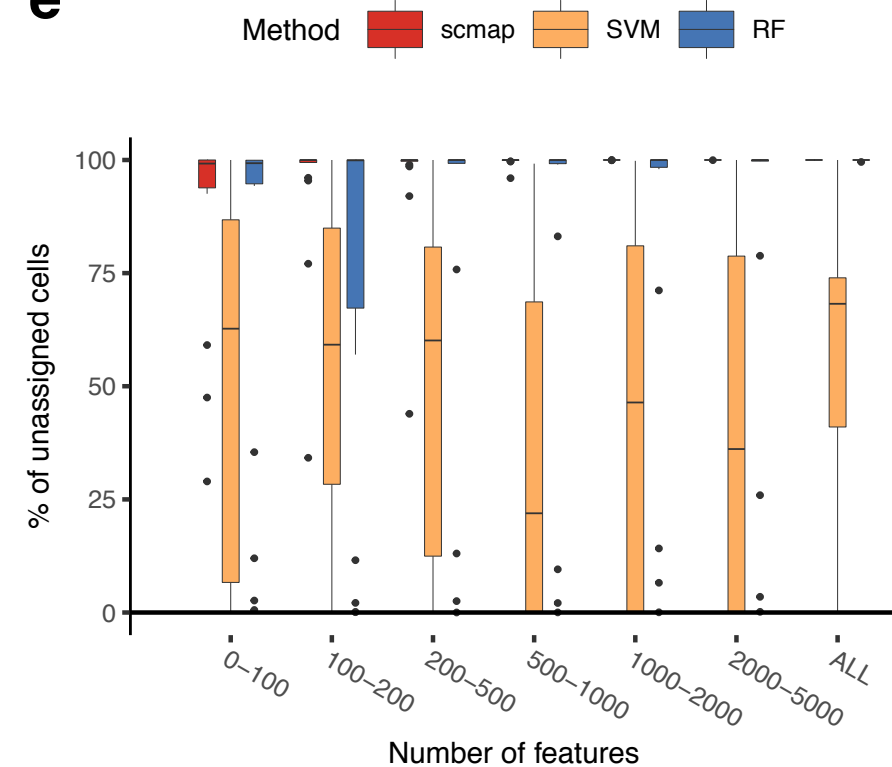 e
Method scmap SVM RF
100
75
50
25
0
% of unassigned cells
0−100 100−200 200−500 500−1000 1000−2000 2000−5000 ALL
Number of features